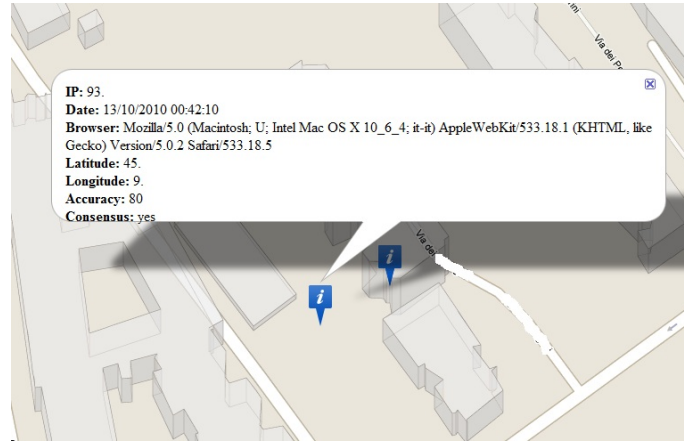 Via dei
IP: 93.
Date: 13/10/2010 00:42:10
Browser: Mozilla/5.0 (Macintosh; U; Intel Mac OS X 10_6_4; it-it) AppleWebKit/533.18.1 (KHTML, like
Gecko) Version/5.0.2 Safari/533.18.5
Latitude: 45.
Longitude: 9.
Accuracy: 80
Consensus: yes
Via dei
i
i